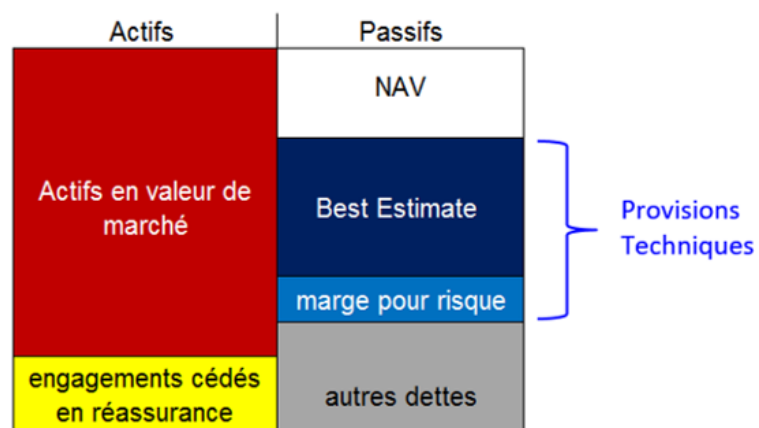 Actifs
Passifs
NAV
Actifs en valeur de
marché
Best Estimate
Provisions
Techniques
marge pour risque
engagements cédés
en réassurance
autres dettes